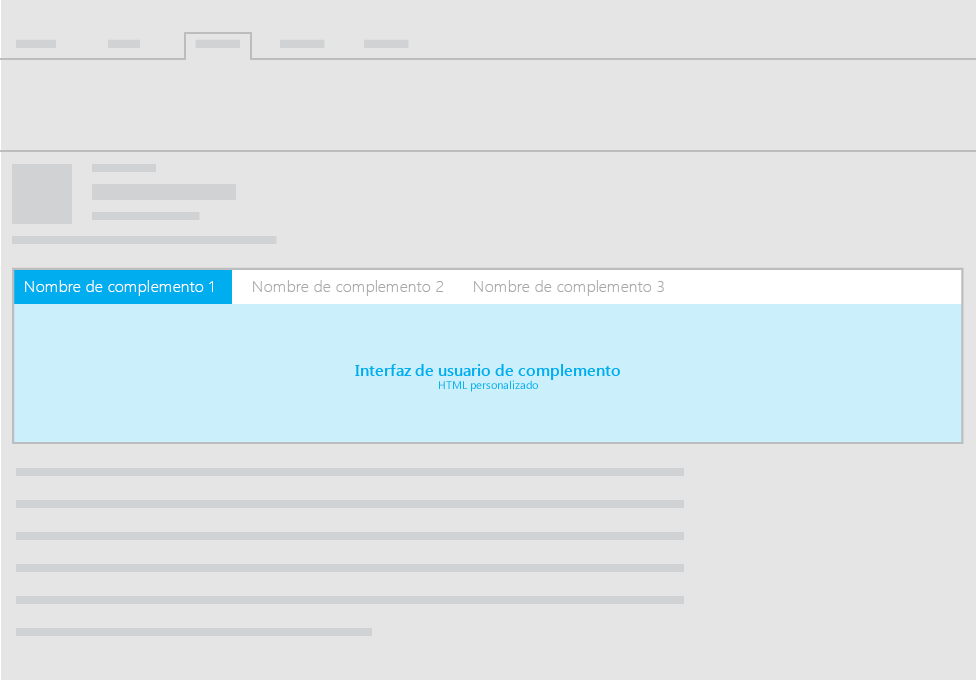 Nombre de complemento 1 Nombre de complemento 2 Nombre de complemento 3
Interfaz de usuario de complemento
HTML personalizado